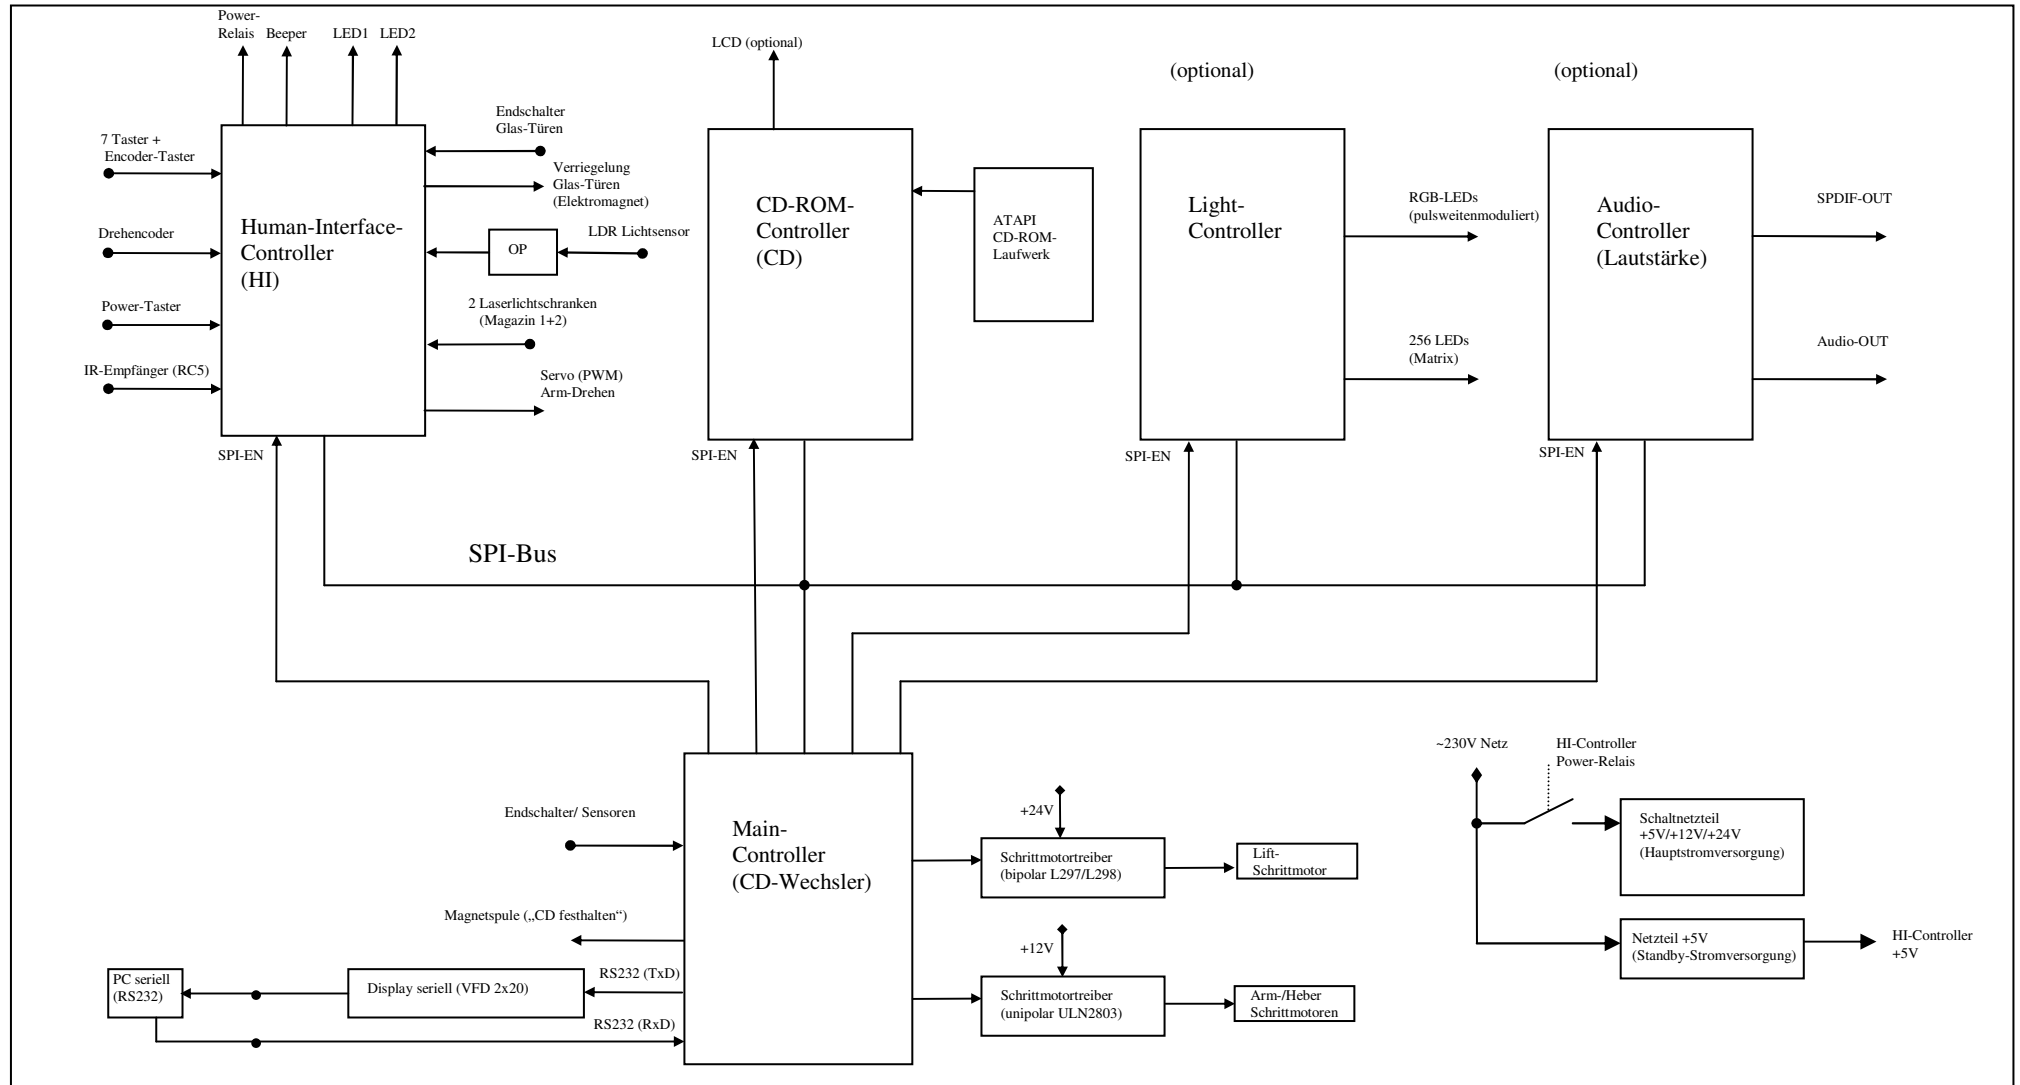 Power-
Relais
Beeper
LED1
LED2
LCD (optional)
(optional)
(optional)
7 Taster +
Encoder-Taster
Drehencoder
Power-Taster
IR-Empfänger (RC5)
Human-Interface-
Controller
(HI)
Endschalter
Glas-Türen
Verriegelung
Glas-Türen
(Elektromagnet)
OP
LDR Lichtsensor
2 Laserlichtschranken
(Magazin 1+2)
Servo (PWM)
Arm-Drehen
CD-ROM-
Controller
(CD)
ATAPI
CD-ROM-
Laufwerk
Light-
Controller
RGB-LEDs
(pulsweitenmoduliert)
256 LEDs
(Matrix)
Audio-
Controller
(Lautstärke)
SPDIF-OUT
Audio-OUT
SPI-EN
SPI-EN
SPI-EN
SPI-EN
SPI-Bus
Endschalter/ Sensoren
Magnetspule („CD festhalten“)
RS232 (TxD)
RS232 (RxD)
PC seriell
(RS232)
Display seriell (VFD 2x20)
Main-
Controller
(CD-Wechsler)
+24V
Schrittmotortreiber
(bipolar L297/L298)
Lift-
Schrittmotor
+12V
Schrittmotortreiber
(unipolar ULN2803)
Arm-/Heber
Schrittmotoren
~230V Netz
HI-Controller
Power-Relais
Schaltnetzteil
+5V/+12V/+24V
(Hauptstromversorgung)
Netzteil +5V
(Standby-Stromversorgung)
HI-Controller
+5V